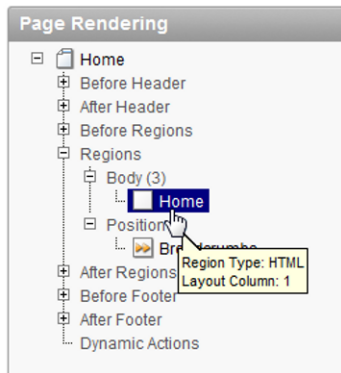 Page Rendering
Home
Before Header
After Header
Before Regions
Regions
Body (3)
Home
Position
Region Type: HTML
Layout Column: 1
After Regions
Before Footer
After Footer
Dynamic Actions